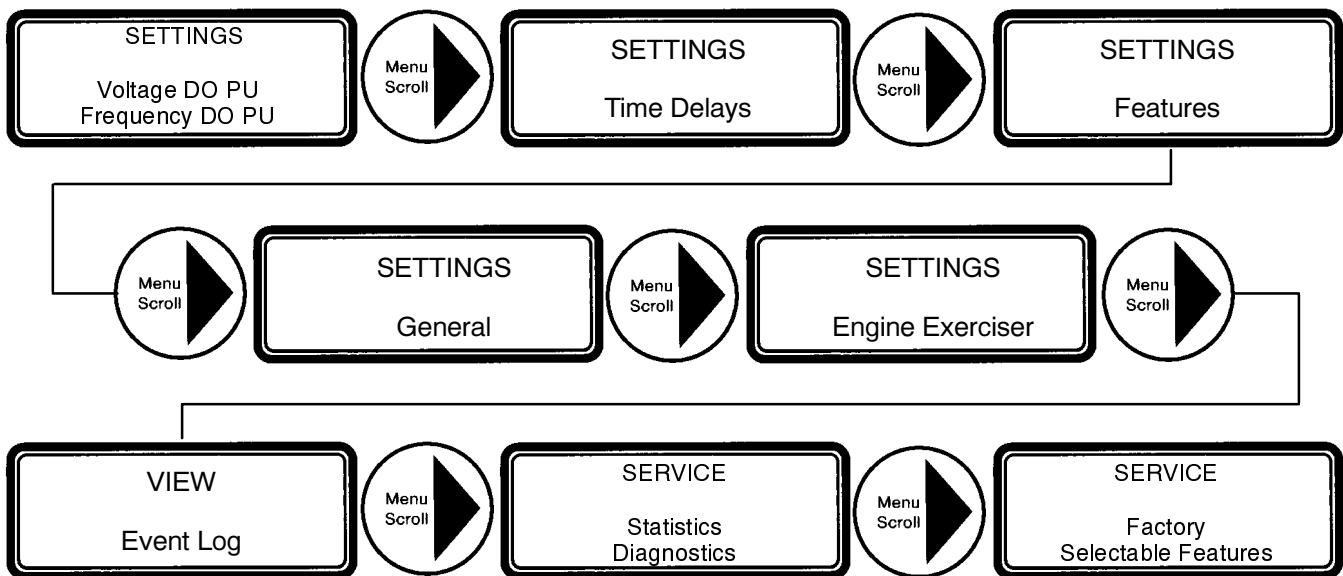 SETTINGS
Voltage DO PU
Frequency DO PU
Menu
Scroll
SETTINGS
Time Delays
Menu
Scroll
SETTINGS
Features
Menu
Scroll
SETTINGS
General
Menu
Scroll
SETTINGS
Engine Exerciser
Menu
Scroll
VIEW
Event Log
Menu
Scroll
SERVICE
Statistics
Diagnostics
Menu
Scroll
SERVICE
Factory
Selectable Features